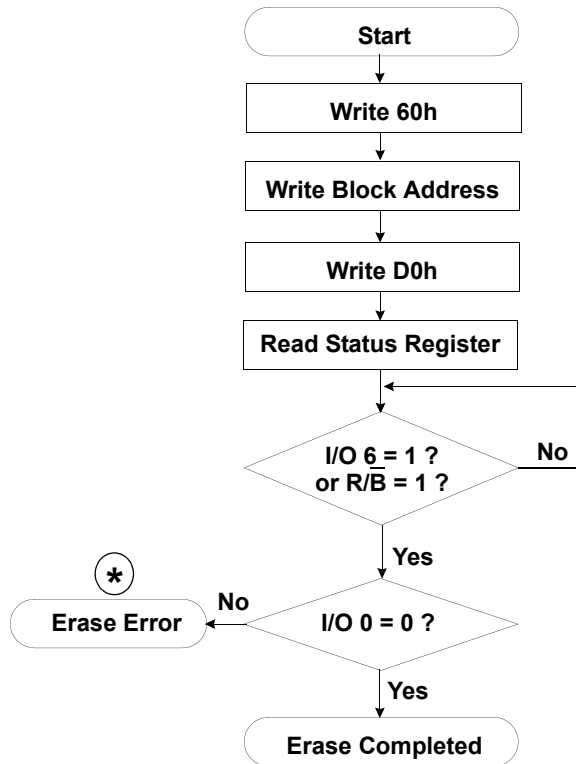 Start
Write 60h
Write Block Address
Write D0h
Read Status Register
I/O 6 = 1 ?
or R/B̅ = 1 ?
No
Yes
*
No
Erase Error
I/O 0 = 0 ?
Yes
Erase Completed